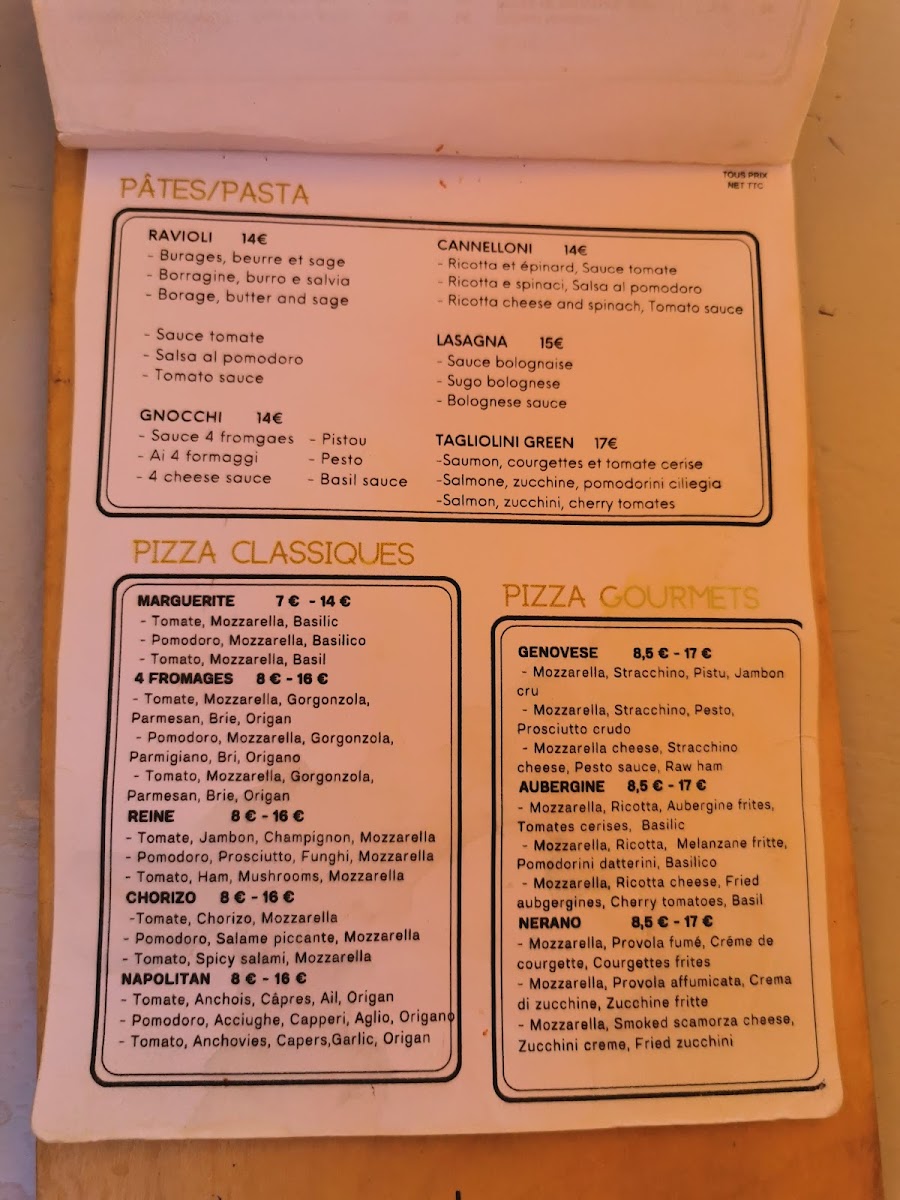 TOUS PRIX
NET TTC
PÂTES/PASTA
RAVIOLI 14€
- Burages, beurre et sage
- Borragine, burro e salvia
- Borage, butter and sage
- Sauce tomate
- Salsa al pomodoro
- Tomato sauce
GNOCCHI 14€
- Sauce 4 fromgaes - Pistou
- Ai 4 formaggi - Pesto
- 4 cheese sauce - Basil sauce
CANNELLONI 14€
- Ricotta et épinard, Sauce tomate
- Ricotta e spinaci, Salsa al pomodoro
- Ricotta cheese and spinach, Tomato sauce
LASAGNA 15€
- Sauce bolognaise
- Sugo bolognese
- Bolognese sauce
TAGLIOLINI GREEN 17€
-Saumon, courgettes et tomate cerise
-Salmone, zucchine, pomodorini ciliegia
-Salmon, zucchini, cherry tomates
PIZZA CLASSIQUES
MARGUERITE 7 € - 14 €
- Tomate, Mozzarella, Basilic
- Pomodoro, Mozzarella, Basilico
- Tomato, Mozzarella, Basil
4 FROMAGES 8 € - 16 €
- Tomate, Mozzarella, Gorgonzola,
Parmesan, Brie, Origan
- Pomodoro, Mozzarella, Gorgonzola,
Parmigiano, Bri, Origano
- Tomato, Mozzarella, Gorgonzola,
Parmesan, Brie, Origan
REINE 8 € - 16 €
- Tomate, Jambon, Champignon, Mozzarella
- Pomodoro, Prosciutto, Funghi, Mozzarella
- Tomato, Ham, Mushrooms, Mozzarella
CHORIZO 8 € - 16 €
-Tomate, Chorizo, Mozzarella
- Pomodoro, Salame piccante, Mozzarella
- Tomato, Spicy salami, Mozzarella
NAPOLITAN 8 € - 16 €
- Tomate, Anchois, Câpres, Ail, Origan
- Pomodoro, Acciughe, Capperi, Aglio, Origano
- Tomato, Anchovies, Capers,Garlic, Origan
PIZZA GOURMETS
GENOVESE 8,5 € - 17 €
- Mozzarella, Stracchino, Pistu, Jambon
cru
- Mozzarella, Stracchino, Pesto,
Prosciutto crudo
- Mozzarella cheese, Stracchino
cheese, Pesto sauce, Raw ham
AUBERGINE 8,5 € - 17 €
- Mozzarella, Ricotta, Aubergine frites,
Tomates cerises, Basilic
- Mozzarella, Ricotta, Melanzane fritte,
Pomodorini datterini, Basilico
- Mozzarella, Ricotta cheese, Fried
aubgergines, Cherry tomatoes, Basil
NERANO 8,5 € - 17 €
- Mozzarella, Provola fumé, Créme de
courgette, Courgettes frites
- Mozzarella, Provola affumicata, Crema
di zucchine, Zucchine fritte
- Mozzarella, Smoked scamorza cheese,
Zucchini creme, Fried zucchini